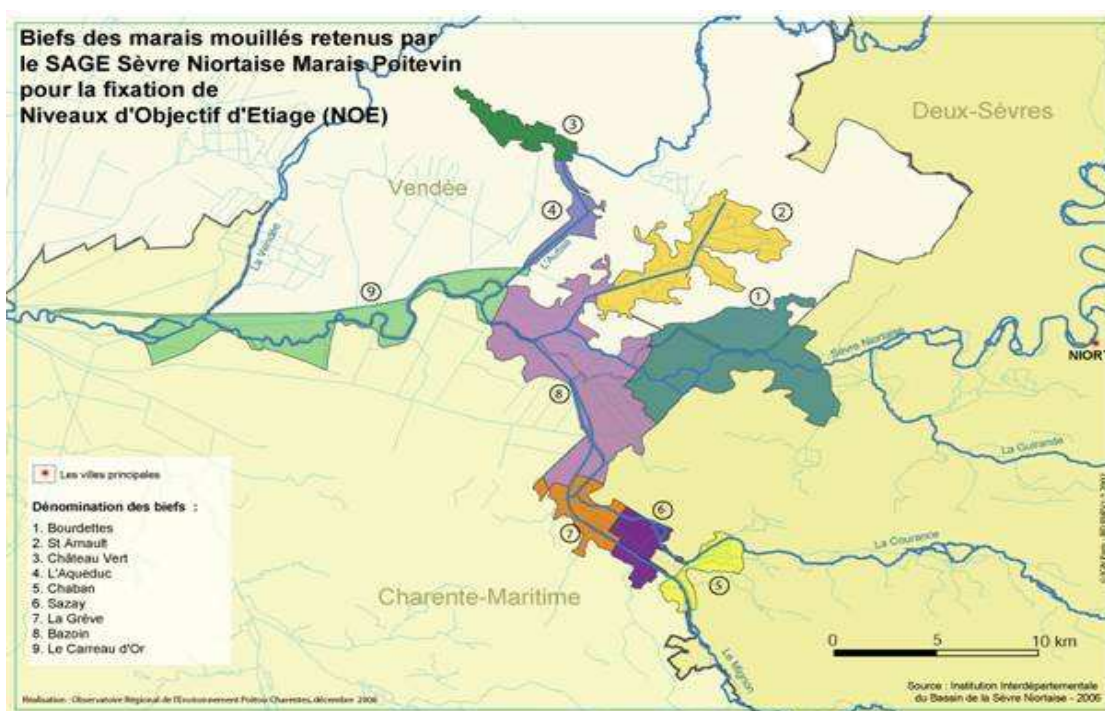 Biefs des marais mouillés retenus par
le SAGE Sèvre Niortaise Marais Poitevin
pour la fixation de
Niveaux d'Objectif d'Etiage (NOE)
Deux-Sèvres
Vendée
La Vendée
L'Autise
Sèvre Niortaise
NIORT
La Guirande
La Courance
Le Mignon
Charente-Maritime
3
4
2
9
1
8
6
7
5
Les villes principales
Dénomination des biefs :
1. Bourdettes
2. St Arnault
3. Château Vert
4. L'Aqueduc
5. Chaban
6. Sazay
7. La Grève
8. Bazoin
9. Le Carreau d'Or
0 5 10 km
Source : Institution Interdépartementale
du Bassin de la Sèvre Niortaise - 2006
Réalisation : Observatoire Régional de l'Environnement Poitou-Charentes, décembre 2006